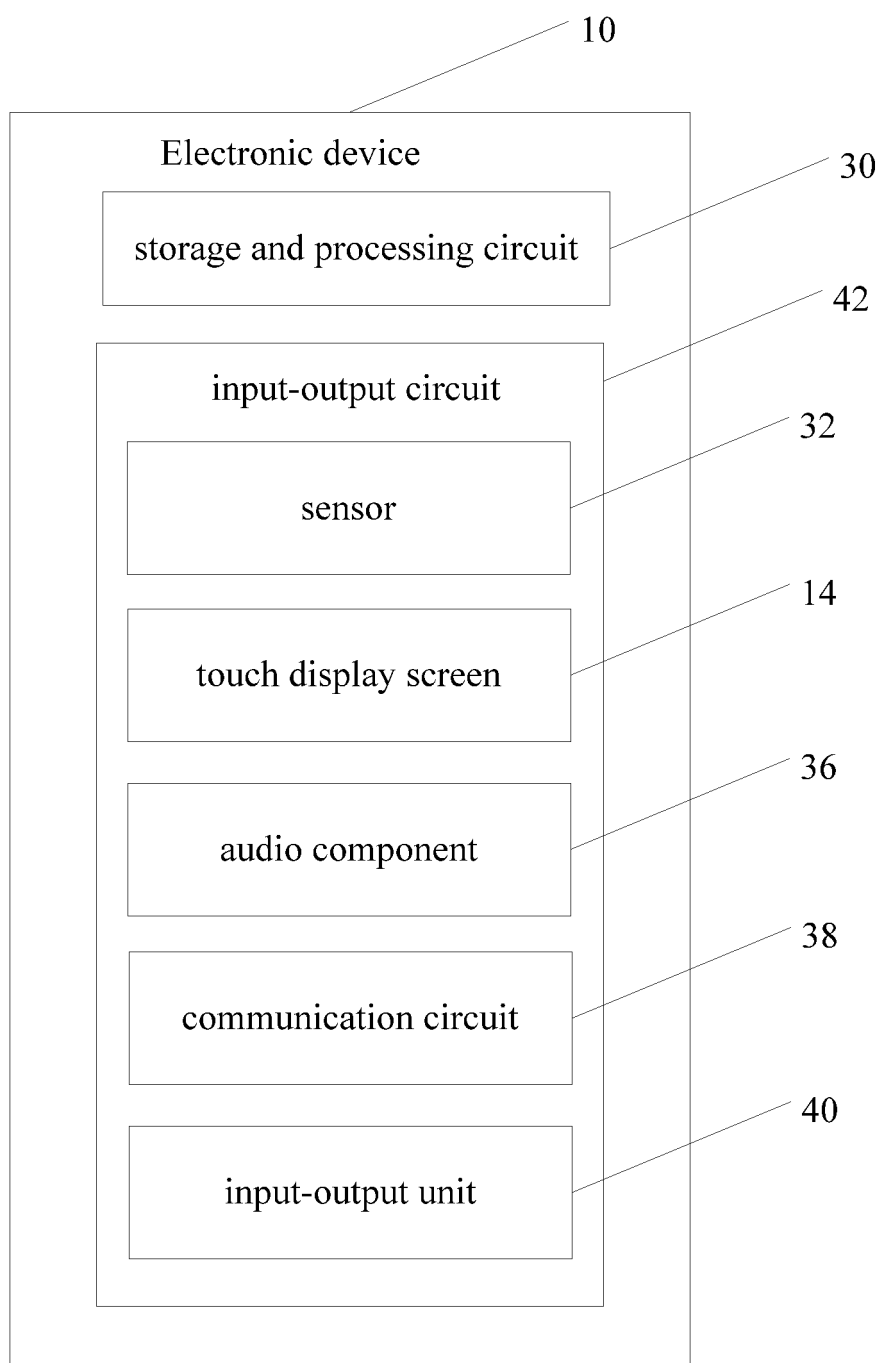 10
Electronic device
30
storage and processing circuit
42
input-output circuit
32
sensor
14
touch display screen
36
audio component
38
communication circuit
40
input-output unit